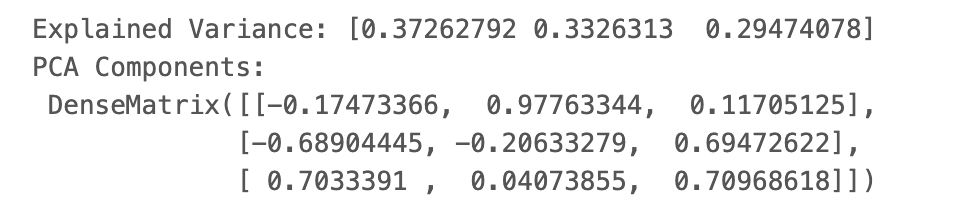 Explained Variance: [0.37262792 0.3326313  0.29474078]
PCA Components:
 DenseMatrix([[-0.17473366,  0.97763344,  0.11705125],
             [-0.68904445, -0.20633279,  0.69472622],
             [ 0.7033391 ,  0.04073855,  0.70968618]])